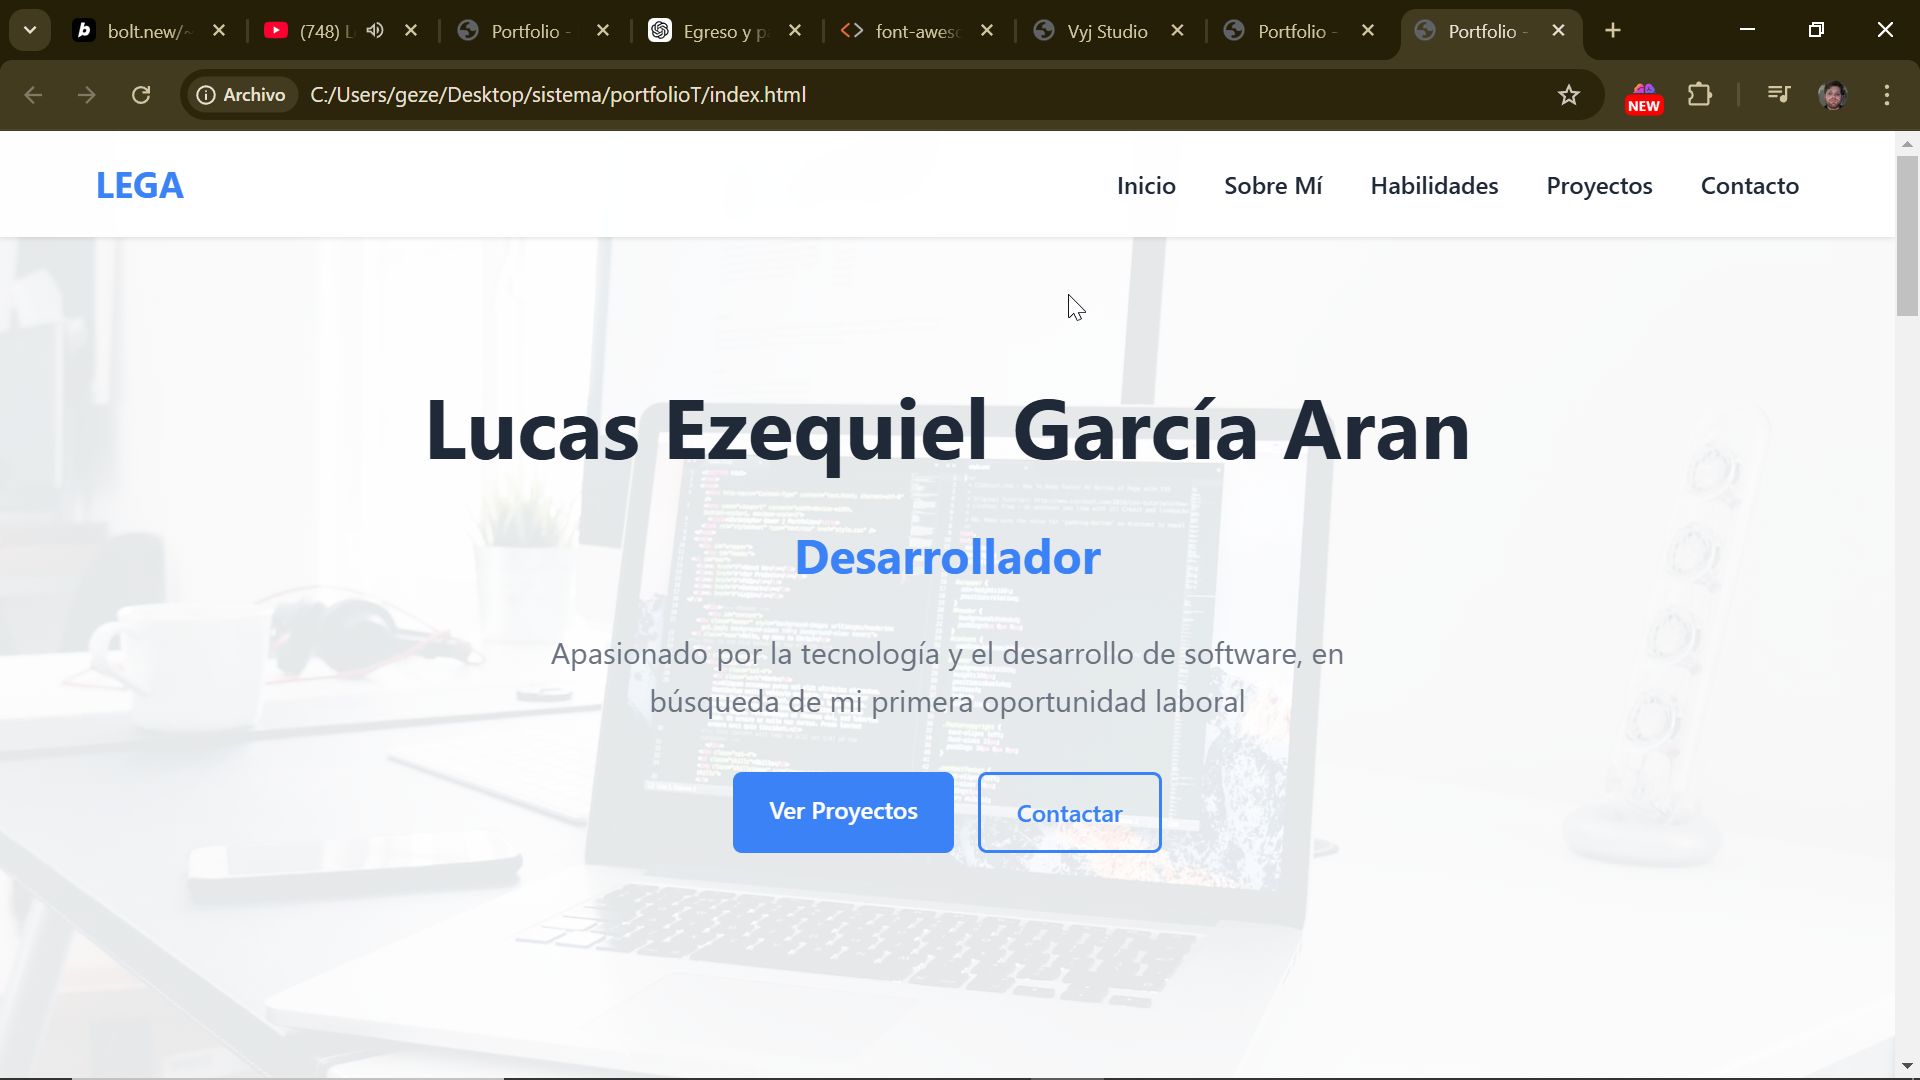 bolt.new/~
(748) L
Portfolio -
Egreso y p
font-awes
Vyj Studio
Portfolio -
Portfolio -
Archivo
C:/Users/geze/Desktop/sistema/portfolioT/index.html
NEW
LEGA
Inicio
Sobre Mí
Habilidades
Proyectos
Contacto
Lucas Ezequiel García Aran
Desarrollador
Apasionado por la tecnología y el desarrollo de software, en
búsqueda de mi primera oportunidad laboral
Ver Proyectos
Contactar